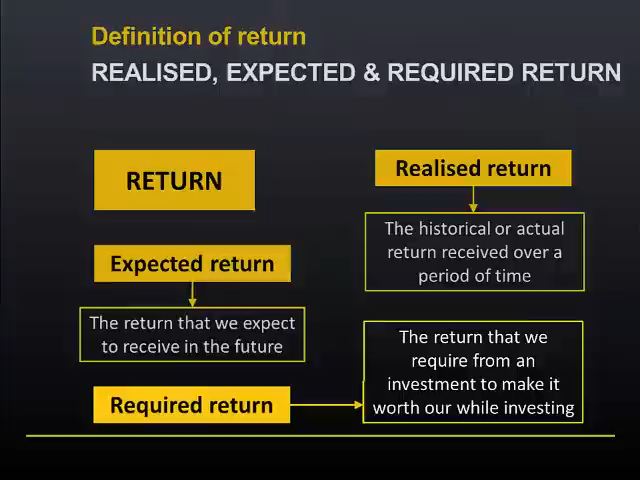 Definition of return
REALISED, EXPECTED & REQUIRED RETURN
RETURN
Realised return
The historical or actual
return received over a
period of time
Expected return
The return that we expect
to receive in the future
Required return
The return that we
require from an
investment to make it
worth our while investing